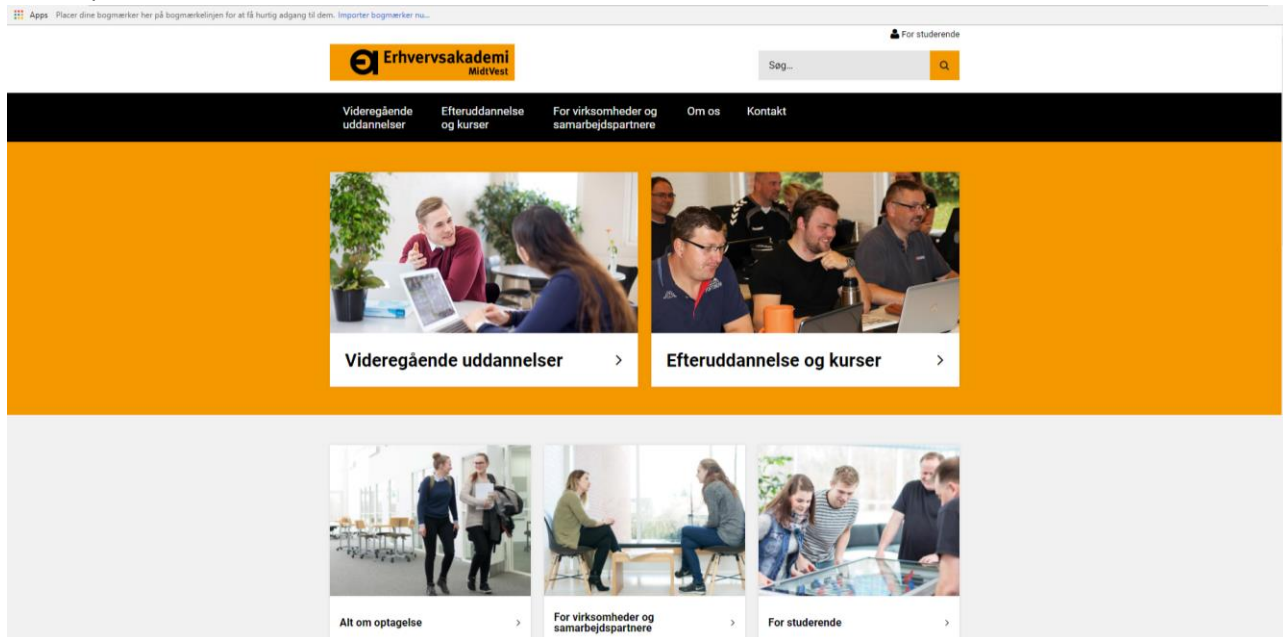 Apps Placer dine bogmærker her på bogmærkelinjen for at få hurtig adgang til dem. Importer bogmærker nu...
For studerende
Erhvervsakademi
MidtVest
Søg...
Videregående
uddannelser
Efteruddannelse
og kurser
For virksomheder og
samarbejdspartnere
Om os
Kontakt
Videregående uddannelser
Efteruddannelse og kurser
Alt om optagelse
For virksomheder og
samarbejdspartnere
For studerende